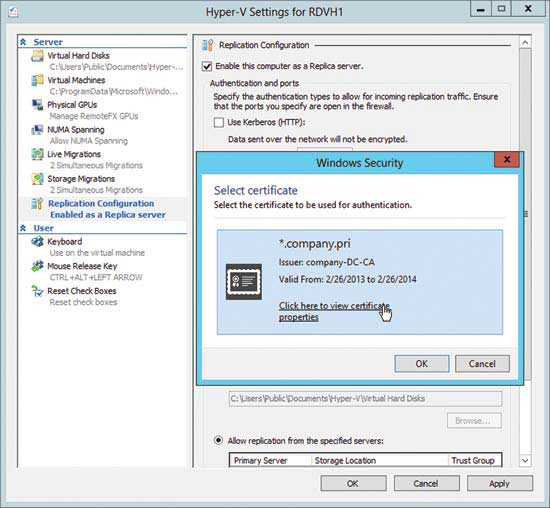 Hyper-V Settings for RDVH1
Server
Virtual Hard Disks
C:\Users\Public\Documents\Hyper-...
Virtual Machines
C:\ProgramData\Microsoft\Windo...
Physical GPUs
Manage RemoteFX GPUs
NUMA Spanning
Allow NUMA Spanning
Live Migrations
2 Simultaneous Migrations
Storage Migrations
2 Simultaneous Migrations
Replication Configuration
Enabled as a Replica server
User
Keyboard
Use on the virtual machine
Mouse Release Key
CTRL+ALT+LEFT ARROW
Reset Check Boxes
Reset check boxes
Replication Configuration
Enable this computer as a Replica server.
Authentication and ports
Specify the authentication types to allow for incoming replication traffic. Ensure
that the ports you specify are open in the firewall.
Use Kerberos (HTTP):
Data sent over the network will not be encrypted.
Windows Security
Select certificate
Select the certificate to be used for authentication.
*.company.pri
Issuer: company-DC-CA
Valid From: 2/26/2013 to 2/26/2014
Click here to view certificate
properties
OK Cancel
C:\Users\Public\Documents\Hyper-V\Virtual Hard Disks
Browse...
Allow replication from the specified servers:
Primary Server Storage Location Trust Group
OK Cancel Apply